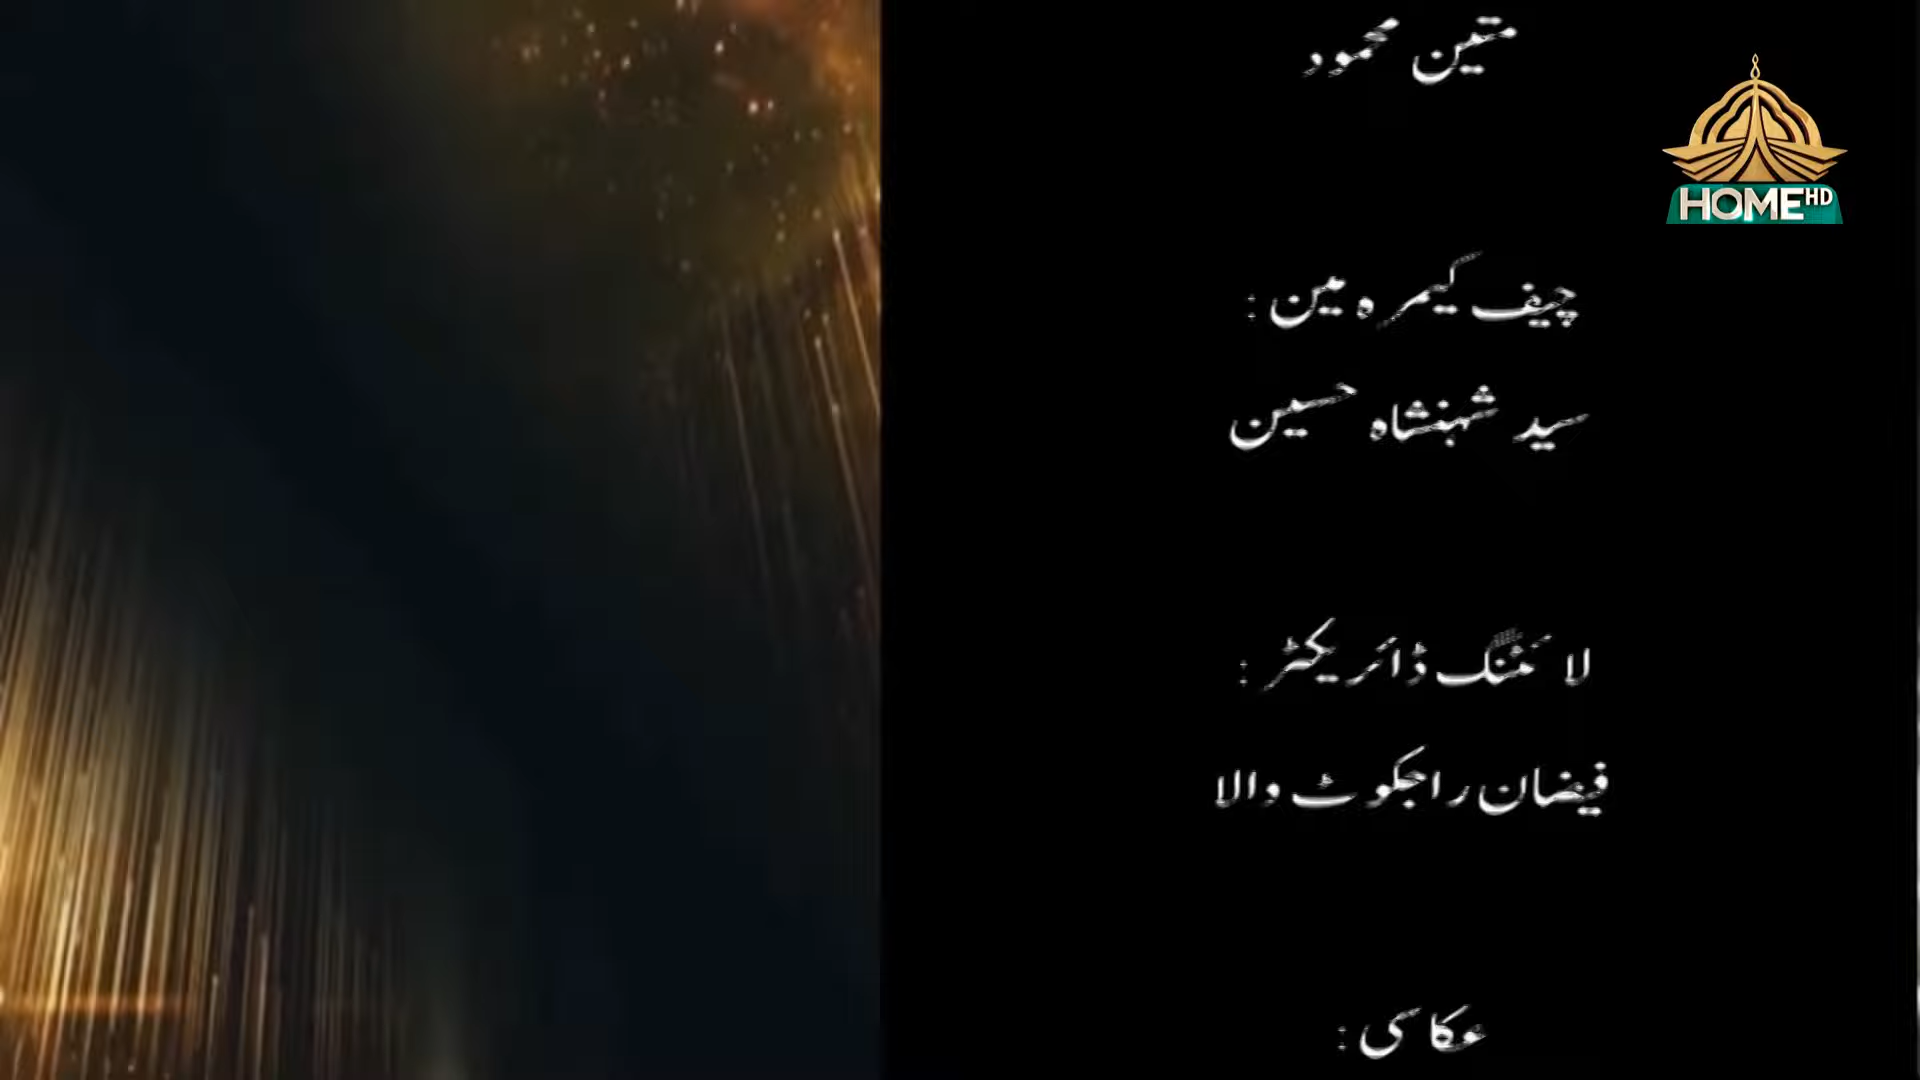 متین محمود
HOME HD
چیف کیمرہ مین :
سید شہنشاہ حسین
لائٹنگ ڈائریکٹر :
فیضان راجکوٹ والا
عکاسی :